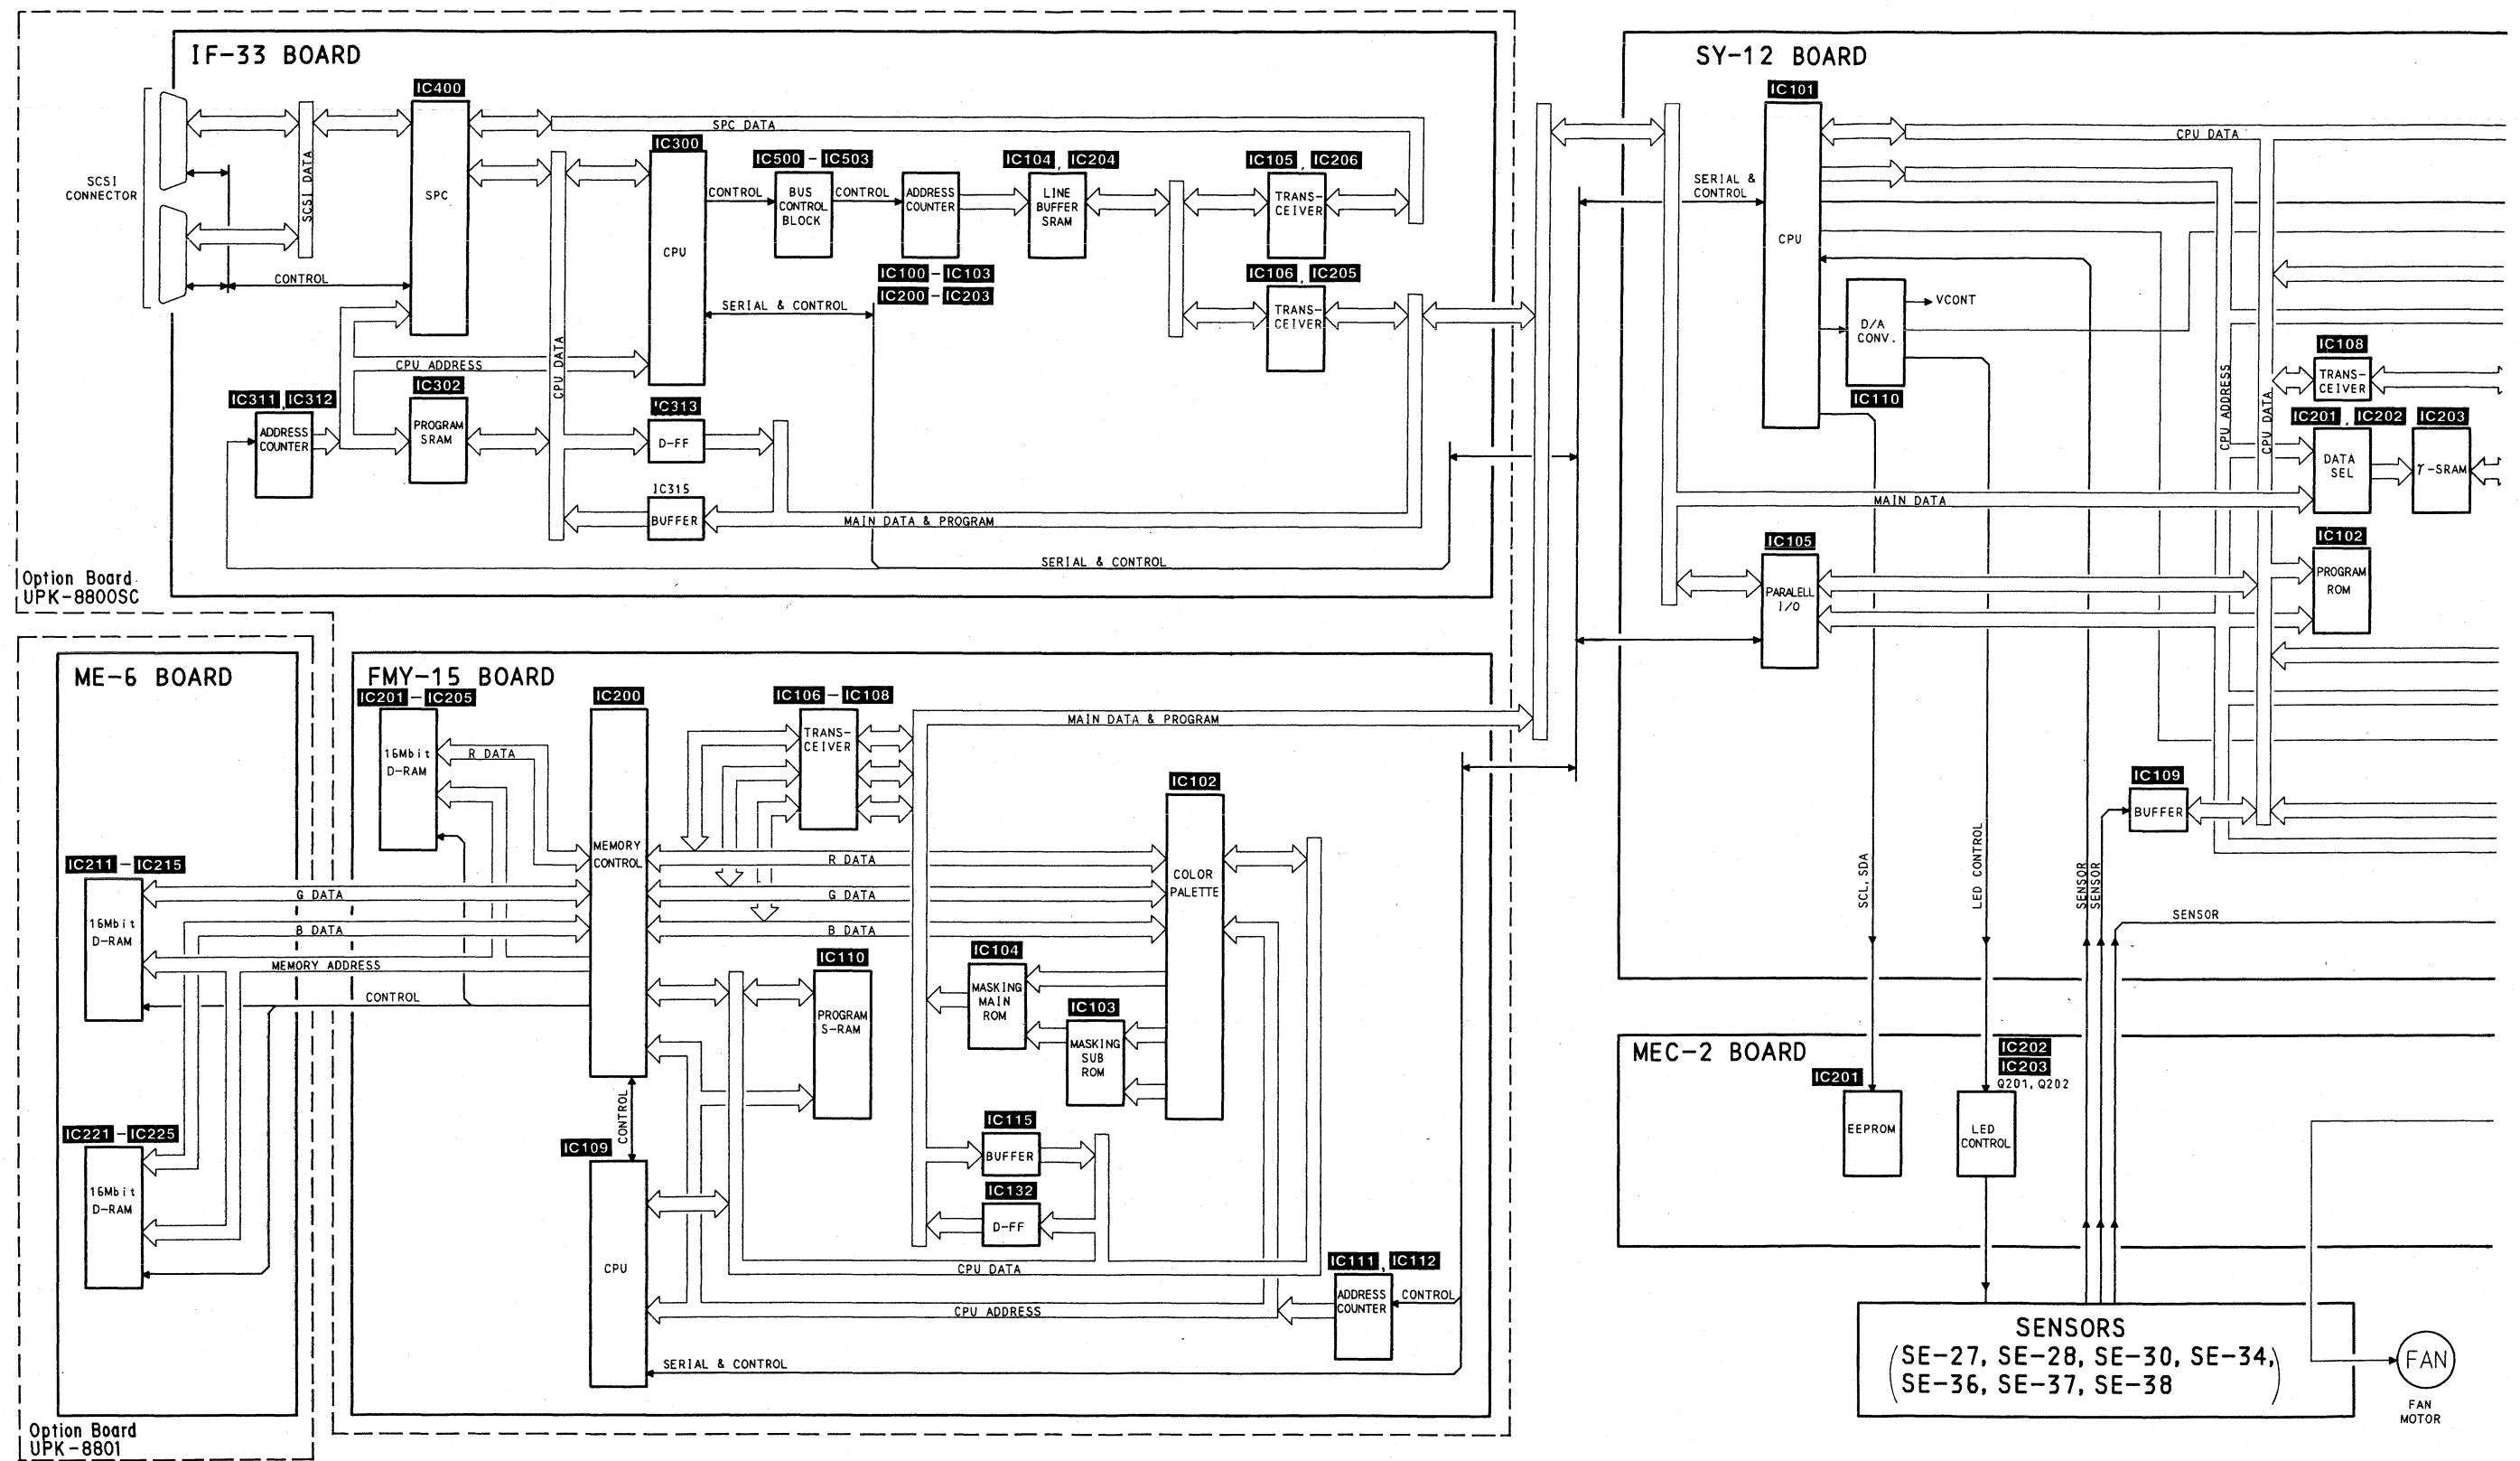 IF-33 BOARD
IC400
SPC DATA
IC300
IC500 - IC503
IC104, IC204
IC105, IC206
SCSI
CONNECTOR
SCSI DATA
SPC
CONTROL
BUS
CONTROL
BLOCK
CONTROL
ADDRESS
COUNTER
LINE
BUFFER
SRAM
TRANS-
CEIVER
CPU
IC100 - IC103
IC200 - IC203
IC106, IC205
TRANS-
CEIVER
CONTROL
SERIAL & CONTROL
CPU ADDRESS
CPU DATA
IC311, IC312
IC302
IC313
ADDRESS
COUNTER
PROGRAM
SRAM
D-FF
IC315
BUFFER
MAIN DATA & PROGRAM
SERIAL & CONTROL
Option Board
UPK-8800SC
SY-12 BOARD
IC101
CPU DATA
SERIAL &
CONTROL
CPU
D/A
CONV.
VCONT
IC110
IC108
TRANS-
CEIVER
CPU ADDRESS
CPU DATA
IC201, IC202
IC203
DATA
SEL
γ-SRAM
MAIN DATA
IC105
PARALELL
I/O
IC102
PROGRAM
ROM
IC109
BUFFER
SCL, SDA
LED CONTROL
SENSOR
SENSOR
SENSOR
ME-6 BOARD
IC211 - IC215
16Mbit
D-RAM
IC221 - IC225
16Mbit
D-RAM
Option Board
UPK-8801
FMY-15 BOARD
IC201 - IC205
IC200
IC106 - IC108
16Mbit
D-RAM
R DATA
TRANS-
CEIVER
MAIN DATA & PROGRAM
IC102
MEMORY
CONTROL
R DATA
COLOR
PALETTE
G DATA
G DATA
B DATA
B DATA
MEMORY ADDRESS
CONTROL
IC110
PROGRAM
S-RAM
IC104
MASKING
MAIN
ROM
IC103
MASKING
SUB
ROM
CONTROL
IC109
CPU
IC115
BUFFER
IC132
D-FF
CPU DATA
IC111, IC112
ADDRESS
COUNTER
CONTROL
CPU ADDRESS
SERIAL & CONTROL
MEC-2 BOARD
IC201
EEPROM
IC202
IC203
Q201, Q202
LED
CONTROL
SENSORS
(SE-27, SE-28, SE-30, SE-34,
SE-36, SE-37, SE-38)
FAN
FAN
MOTOR